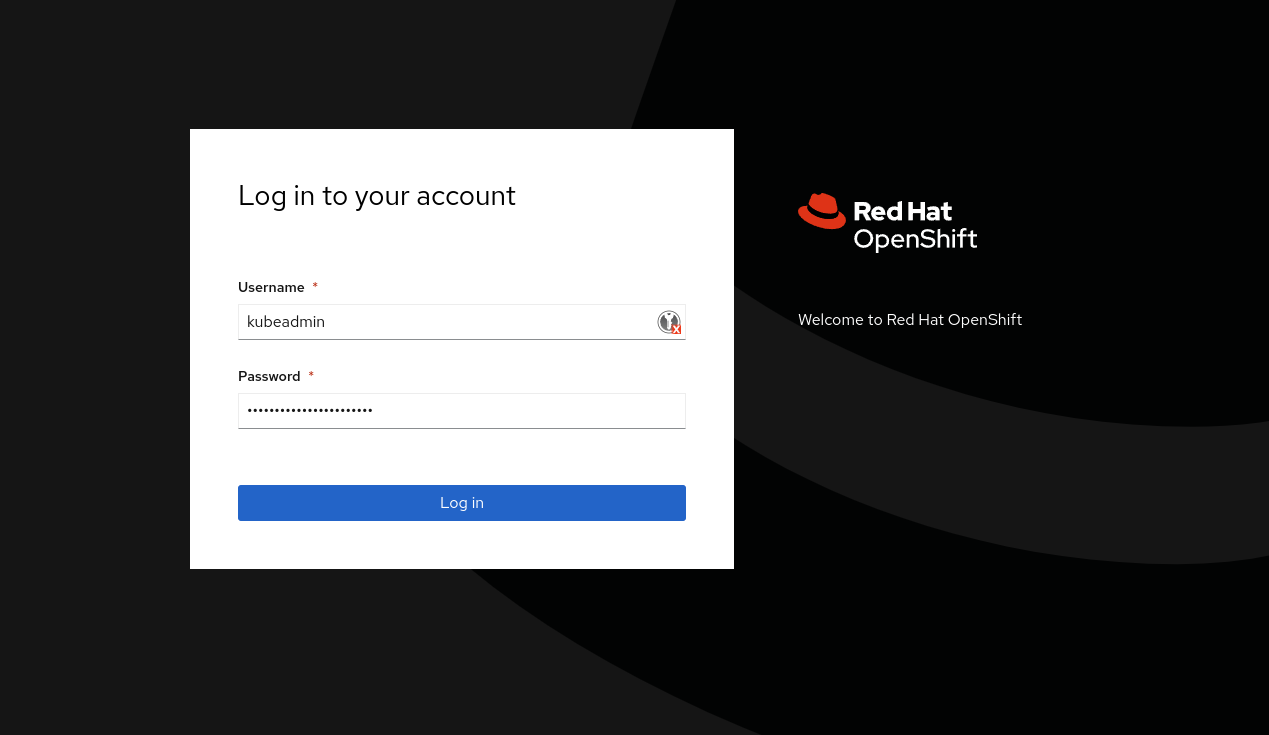 Log in to your account
Username *
kubeadmin
Password *
•••••••••••••••••••••••
Log in
Red Hat
OpenShift
Welcome to Red Hat OpenShift